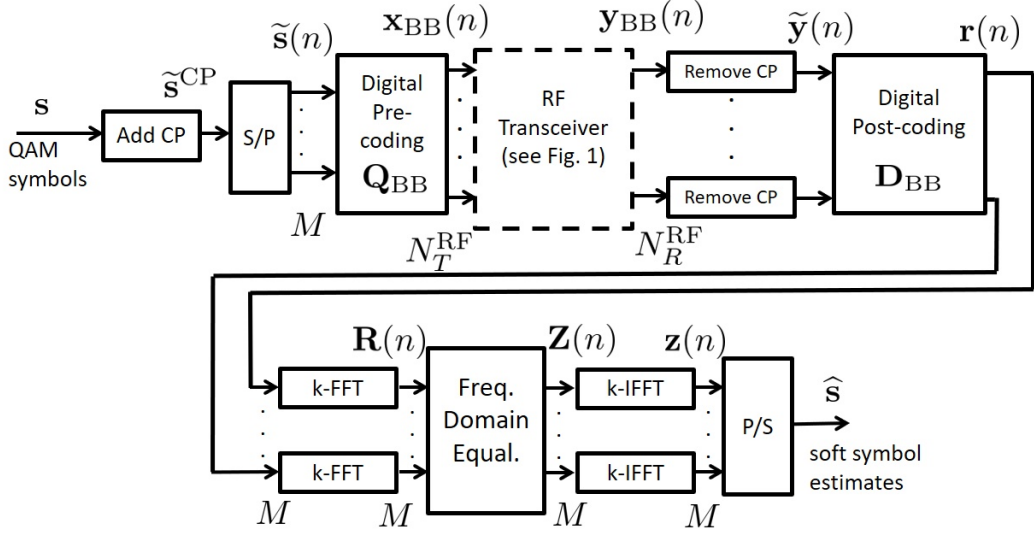 s̃(n)
x_BB(n)
y_BB(n)
ỹ(n)
r(n)
s̃^CP
s
QAM
symbols
Add CP
S/P
Digital
Pre-
coding
Q_BB
RF
Transceiver
(see Fig. 1)
Remove CP
Remove CP
Digital
Post-coding
D_BB
M
N_T^RF
N_R^RF
R(n)
Z(n)
z(n)
k-FFT
k-FFT
Freq.
Domain
Equal.
k-IFFT
k-IFFT
P/S
ŝ
soft symbol
estimates
M
M
M
M